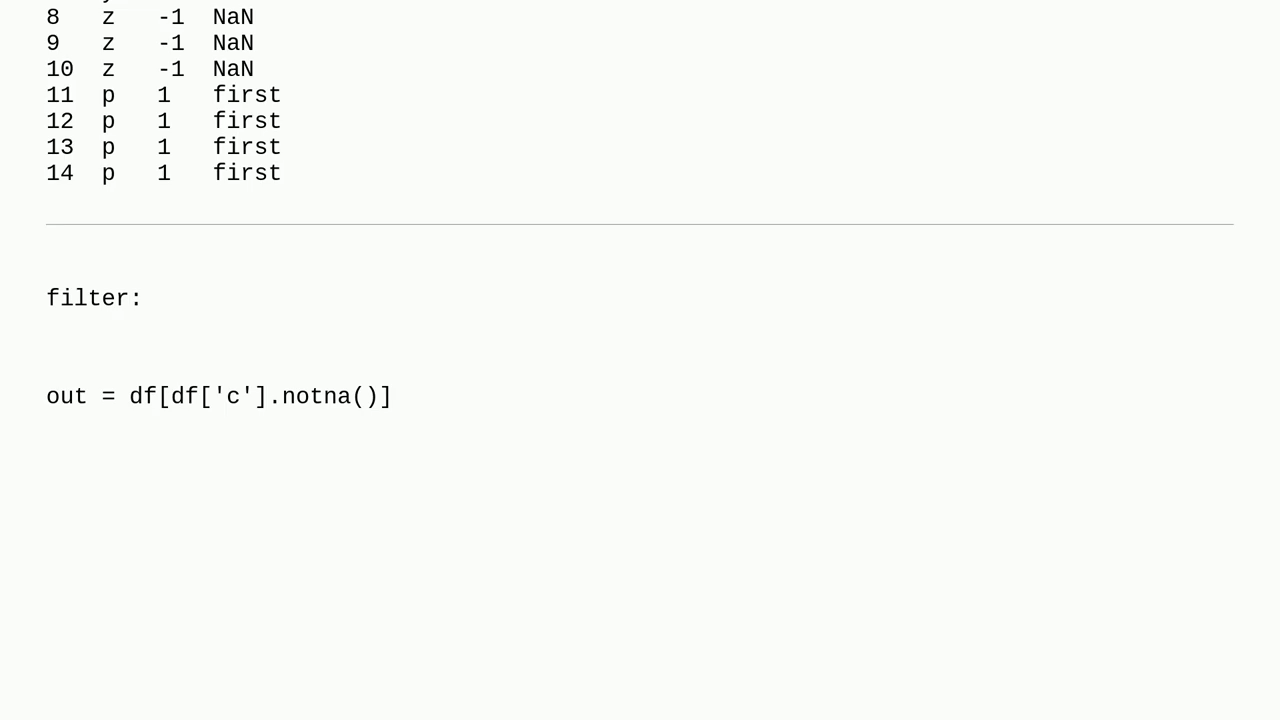 8   z   -1  NaN
9   z   -1  NaN
10  z   -1  NaN
11  p   1   first
12  p   1   first
13  p   1   first
14  p   1   first
filter:
out = df[df['c'].notna()]